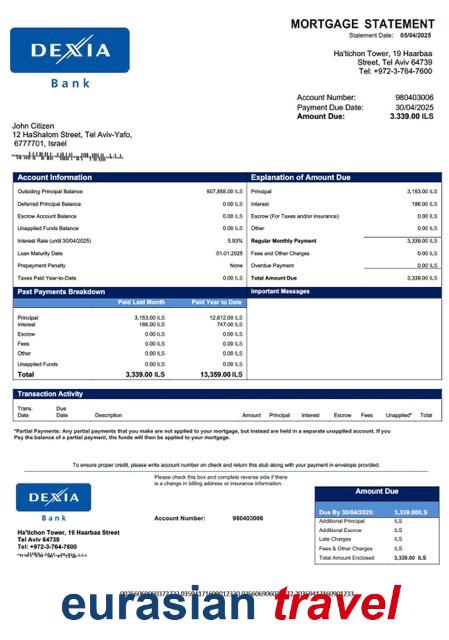 DEXIA
Bank
MORTGAGE STATEMENT
Statement Date: 05/04/2025
Ha'tichon Tower, 19 Haarbaa
Street, Tel Aviv 64739
Tel: +972-3-764-7600
Account Number: 980403006
Payment Due Date: 30/04/2025
Amount Due: 3.339.00 ILS
John Citizen
12 HaShalom Street, Tel Aviv-Yafo,
6777701, Israel
Account Information
Outsiding Principal Balance 507,855.00 ILS
Deferred Principal Balance 0.00 ILS
Escrow Account Balance 0.00 ILS
Unapplied Funds Balance 0.00 ILS
Interest Rate (until 30/04/2025) 5.93%
Loan Maturity Date 01.01.2025
Prepayment Penalty None
Taxes Paid Year-to-Date 0.00 ILS
Explanation of Amount Due
Principal 3,153.00 ILS
Interest 186.00 ILS
Escrow (For Taxes and/or insurance) 0.00 ILS
Other 0.00 ILS
Regular Monthly Payment 3,339.00 ILS
Fees and Other Charges 0.00 ILS
Overdue Payment 0.00 ILS
Total Amount Due 3,339.00 ILS
Past Payments Breakdown
Paid Last Month Paid Year to Date
Principal 3,153.00 ILS 12,612.00 ILS
Interest 186.00 ILS 747.00 ILS
Escrow 0.00 ILS 0.00 ILS
Fees 0.00 ILS 0.00 ILS
Other 0.00 ILS 0.00 ILS
Unapplied Funds 0.00 ILS 0.00 ILS
Total 3,339.00 ILS 13,359.00 ILS
Important Messages
Transaction Activity
Trans. Date Due Date Description Amount Principal Interest Escrow Fees Unapplied* Total
*Partial Payments: Any partial payments that you make are not applied to your mortgage, but instead are held in a separate unapplied account. If you
Pay the balance of a partial payment, the funds will then be applied to your mortgage.
To ensure proper credit, please write account number on check and return this stub along with your payment in envelope provided.
DEXIA
Bank
Please check this box and complete reverse side if there
is a change in billing address or insurance information.
Ha'tichon Tower, 19 Haarbaa Street
Tel Aviv 64739
Tel: +972-3-764-7600
Account Number: 980403006
Amount Due
Due By 30/04/2025: 3,339.00ILS
Additional Principal ILS
Additional Escrow ILS
Late Charges ILS
Fees & Other Charges ILS
Total Amount Enclosed 3,339.00 ILS
eurasian travel